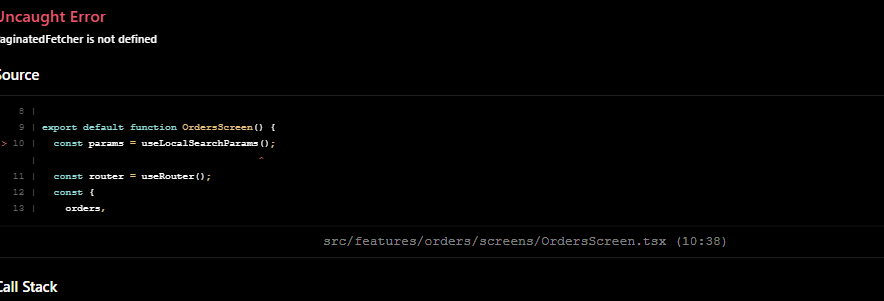 Uncaught Error
aginatedFetcher is not defined
Source
8 |
9 | export default function OrdersScreen() {
> 10 | const params = useLocalSearchParams();
| ^
11 | const router = useRouter();
12 | const {
13 | orders,
src/features/orders/screens/OrdersScreen.tsx (10:38)
Call Stack